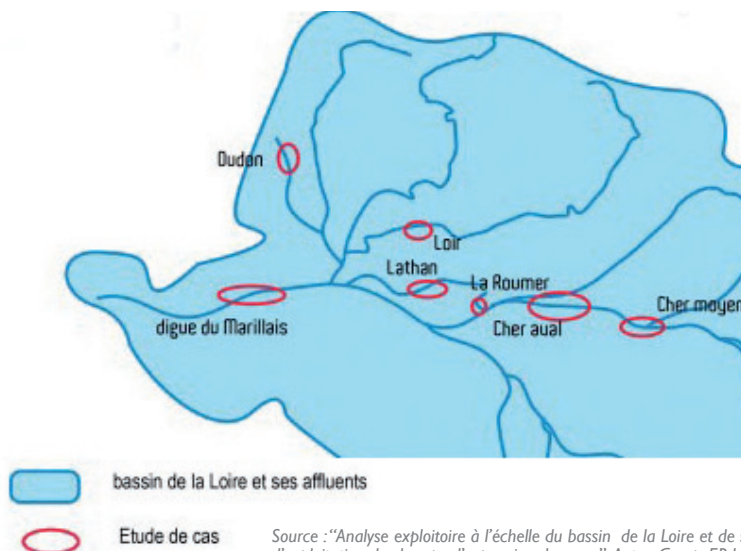 Oudon
Loir
Lathan
La Roumer
Cher moyen
digue du Marillais
Cher aval
bassin de la Loire et ses affluents
Etude de cas
Source : “Analyse exploitoire à l’échelle du bassin de la Loire et de